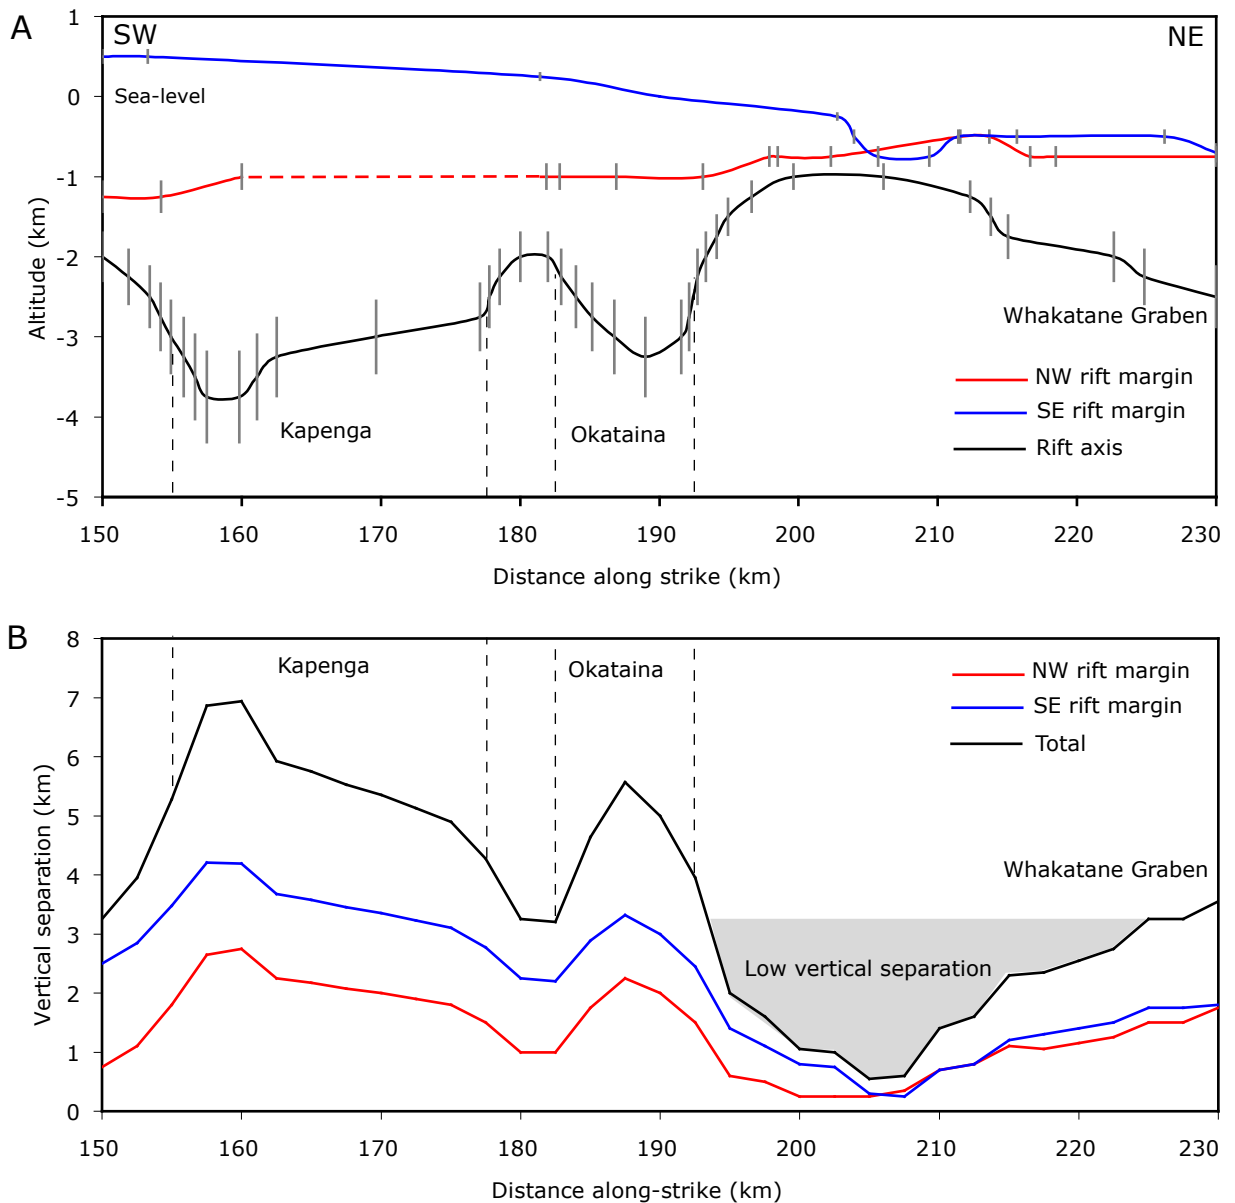 A
SW
NE
1
0
-1
-2
-3
-4
-5
Altitude (km)
Sea-level
Whakatane Graben
NW rift margin
SE rift margin
Rift axis
Kapenga
Okataina
150 160 170 180 190 200 210 220 230
Distance along strike (km)
B
8
7
6
5
4
3
2
1
0
Vertical separation (km)
Kapenga
Okataina
NW rift margin
SE rift margin
Total
Whakatane Graben
Low vertical separation
150 160 170 180 190 200 210 220 230
Distance along-strike (km)